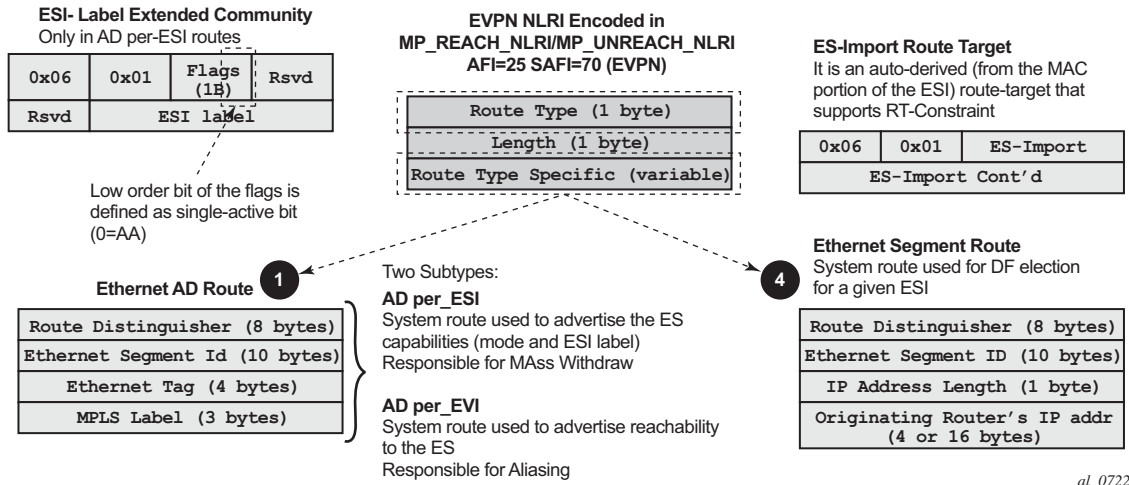 ESI- Label Extended Community
Only in AD per-ESI routes
0x06 0x01 Flags (1B) Rsvd
Rsvd ESI label
Low order bit of the flags is
defined as single-active bit
(0=AA)
EVPN NLRI Encoded in
MP_REACH_NLRI/MP_UNREACH_NLRI
AFI=25 SAFI=70 (EVPN)
Route Type (1 byte)
Length (1 byte)
Route Type Specific (variable)
ES-Import Route Target
It is an auto-derived (from the MAC
portion of the ESI) route-target that
supports RT-Constraint
0x06 0x01 ES-Import
ES-Import Cont'd
Ethernet AD Route 1
Route Distinguisher (8 bytes)
Ethernet Segment Id (10 bytes)
Ethernet Tag (4 bytes)
MPLS Label (3 bytes)
Two Subtypes:
AD per_ESI
System route used to advertise the ES
capabilities (mode and ESI label)
Responsible for MAss Withdraw
AD per_EVI
System route used to advertise reachability
to the ES
Responsible for Aliasing
4
Ethernet Segment Route
System route used for DF election
for a given ESI
Route Distinguisher (8 bytes)
Ethernet Segment ID (10 bytes)
IP Address Length (1 byte)
Originating Router's IP addr
(4 or 16 bytes)
al_0722